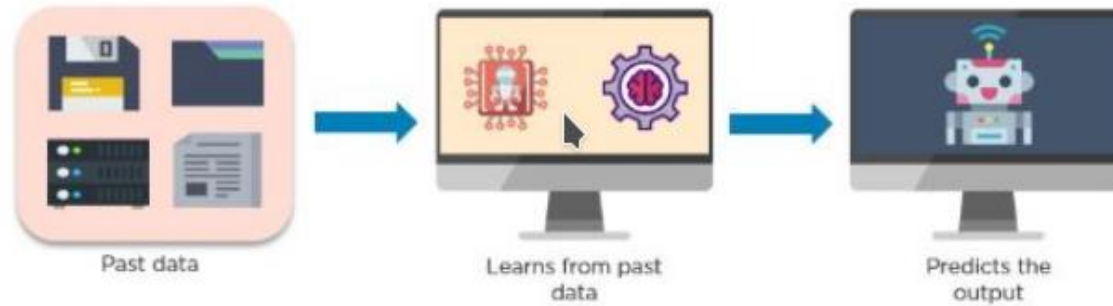 Past data
Learns from past
data
Predicts the
output